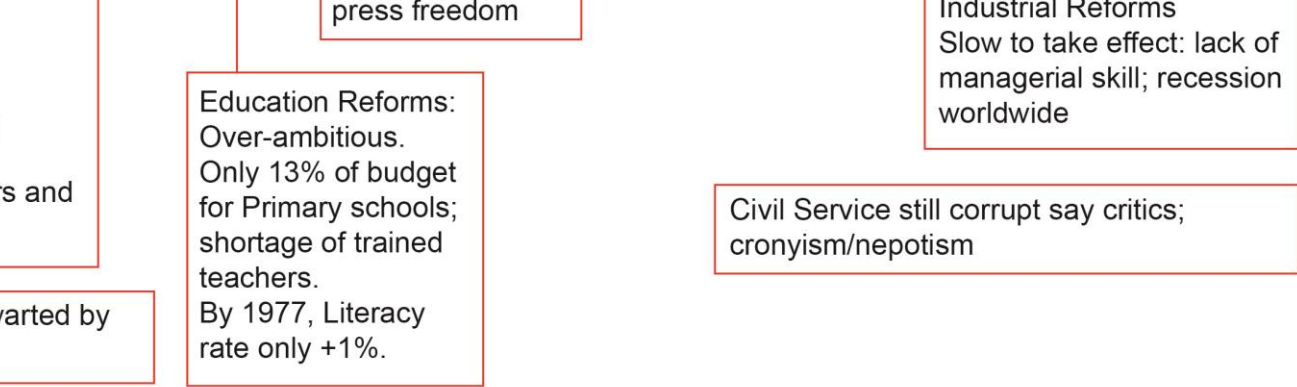 press freedom
Industrial Reforms
Slow to take effect: lack of
managerial skill; recession
worldwide
Education Reforms:
Over-ambitious.
Only 13% of budget
for Primary schools;
shortage of trained
teachers.
By 1977, Literacy
rate only +1%.
and
Civil Service still corrupt say critics;
cronyism/nepotism
by